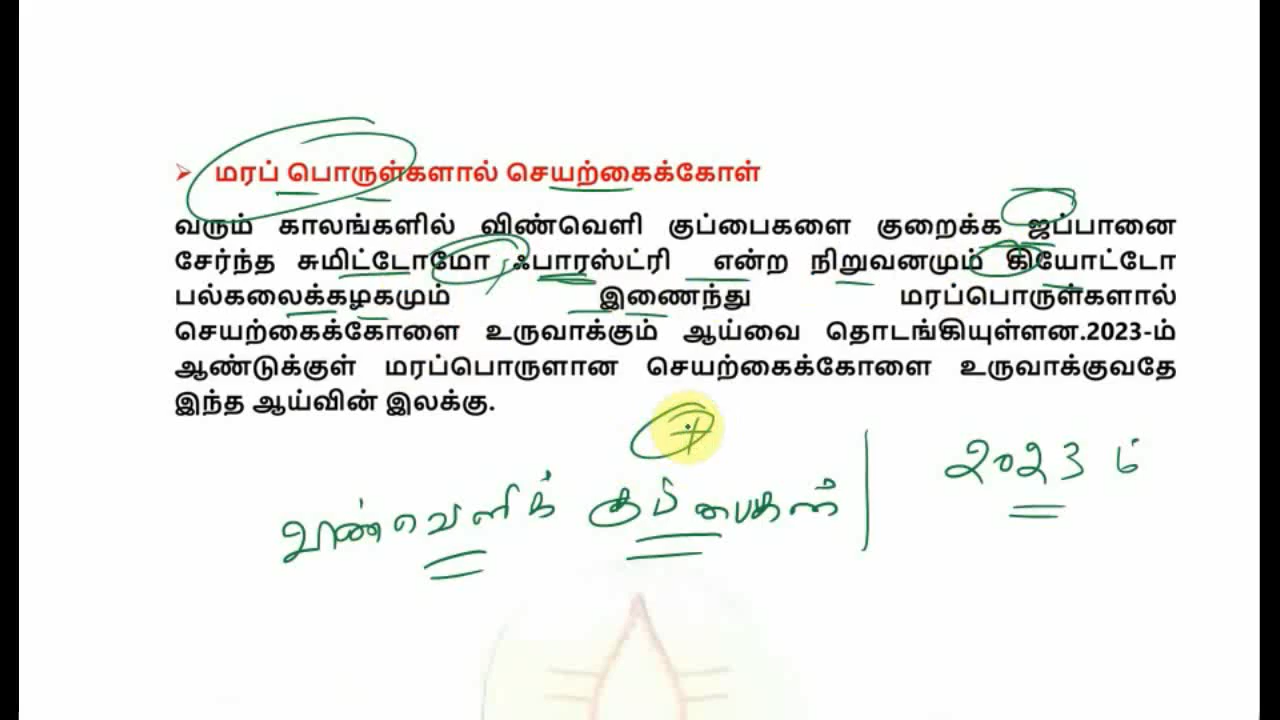 ➢ மரப் பொருள்களால் செயற்கைக்கோள்
வரும் காலங்களில் விண்வெளி குப்பைகளை குறைக்க ஜப்பானை
சேர்ந்த சுமிட்டோமோ ஃபாரஸ்ட்ரி என்ற நிறுவனமும் கியோட்டோ
பல்கலைக்கழகமும் இணைந்து மரப்பொருள்களால்
செயற்கைக்கோளை உருவாக்கும் ஆய்வை தொடங்கியுள்ளன.2023-ம்
ஆண்டுக்குள் மரப்பொருளான செயற்கைக்கோளை உருவாக்குவதே
இந்த ஆய்வின் இலக்கு.
விண்வெளிக் குப்பைகள் 2023 ம்